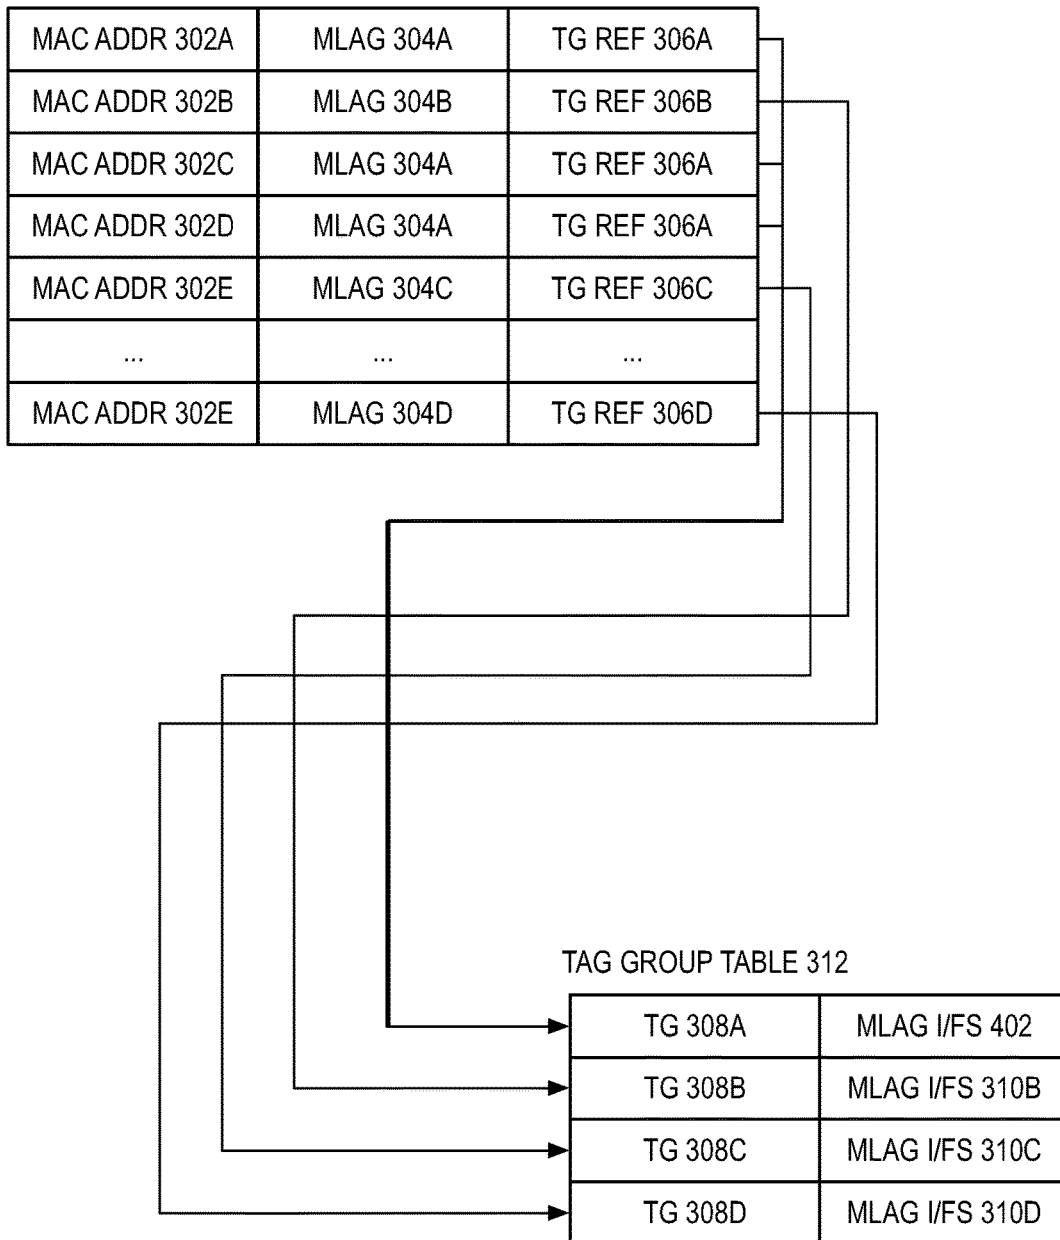 MAC ADDR 302A MLAG 304A TG REF 306A
MAC ADDR 302B MLAG 304B TG REF 306B
MAC ADDR 302C MLAG 304A TG REF 306A
MAC ADDR 302D MLAG 304A TG REF 306A
MAC ADDR 302E MLAG 304C TG REF 306C
... ... ...
MAC ADDR 302E MLAG 304D TG REF 306D
TAG GROUP TABLE 312
TG 308A MLAG I/FS 402
TG 308B MLAG I/FS 310B
TG 308C MLAG I/FS 310C
TG 308D MLAG I/FS 310D